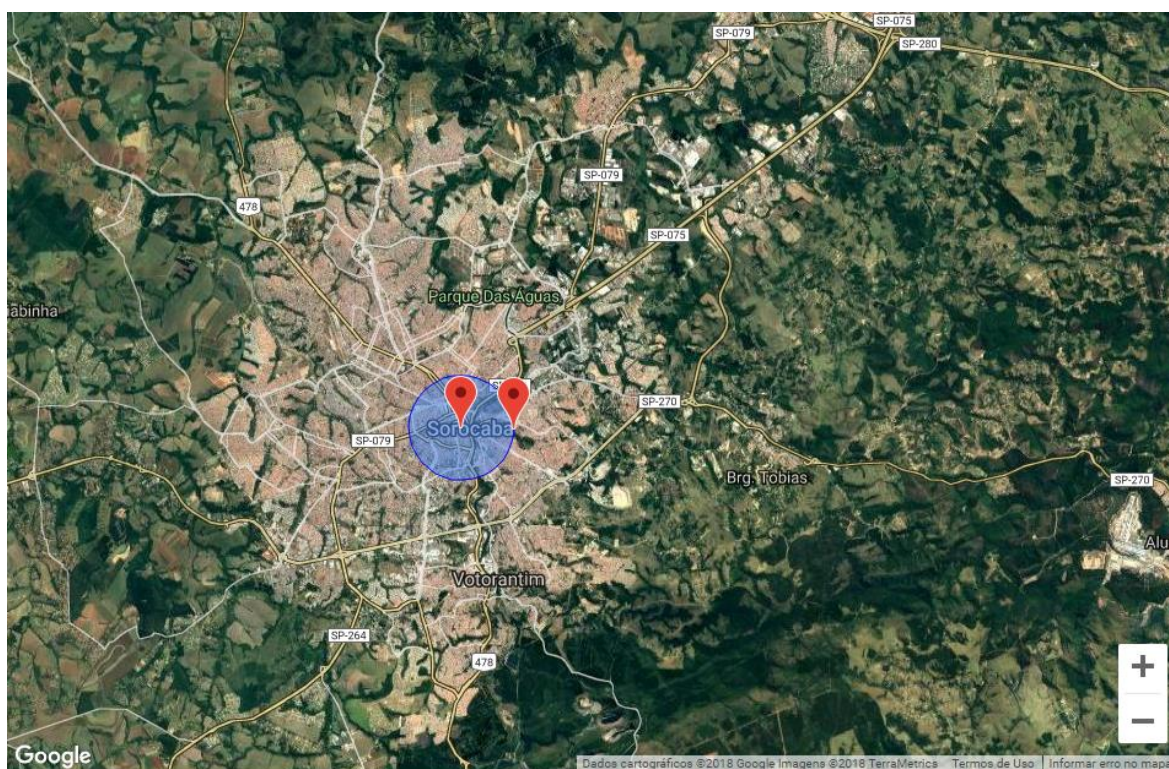 SP-075
SP-079
SP-280
SP-079
478
SP-075
Parque Das Águas
abinha
SP-270
Sorocaba
SP-079
Brg. Tobias
SP-270
Alu
Votorantim
SP-264
478
+
−
Google
Dados cartográficos ©2018 Google Imagens ©2018 TerraMetrics Termos de Uso Informar erro no mapa